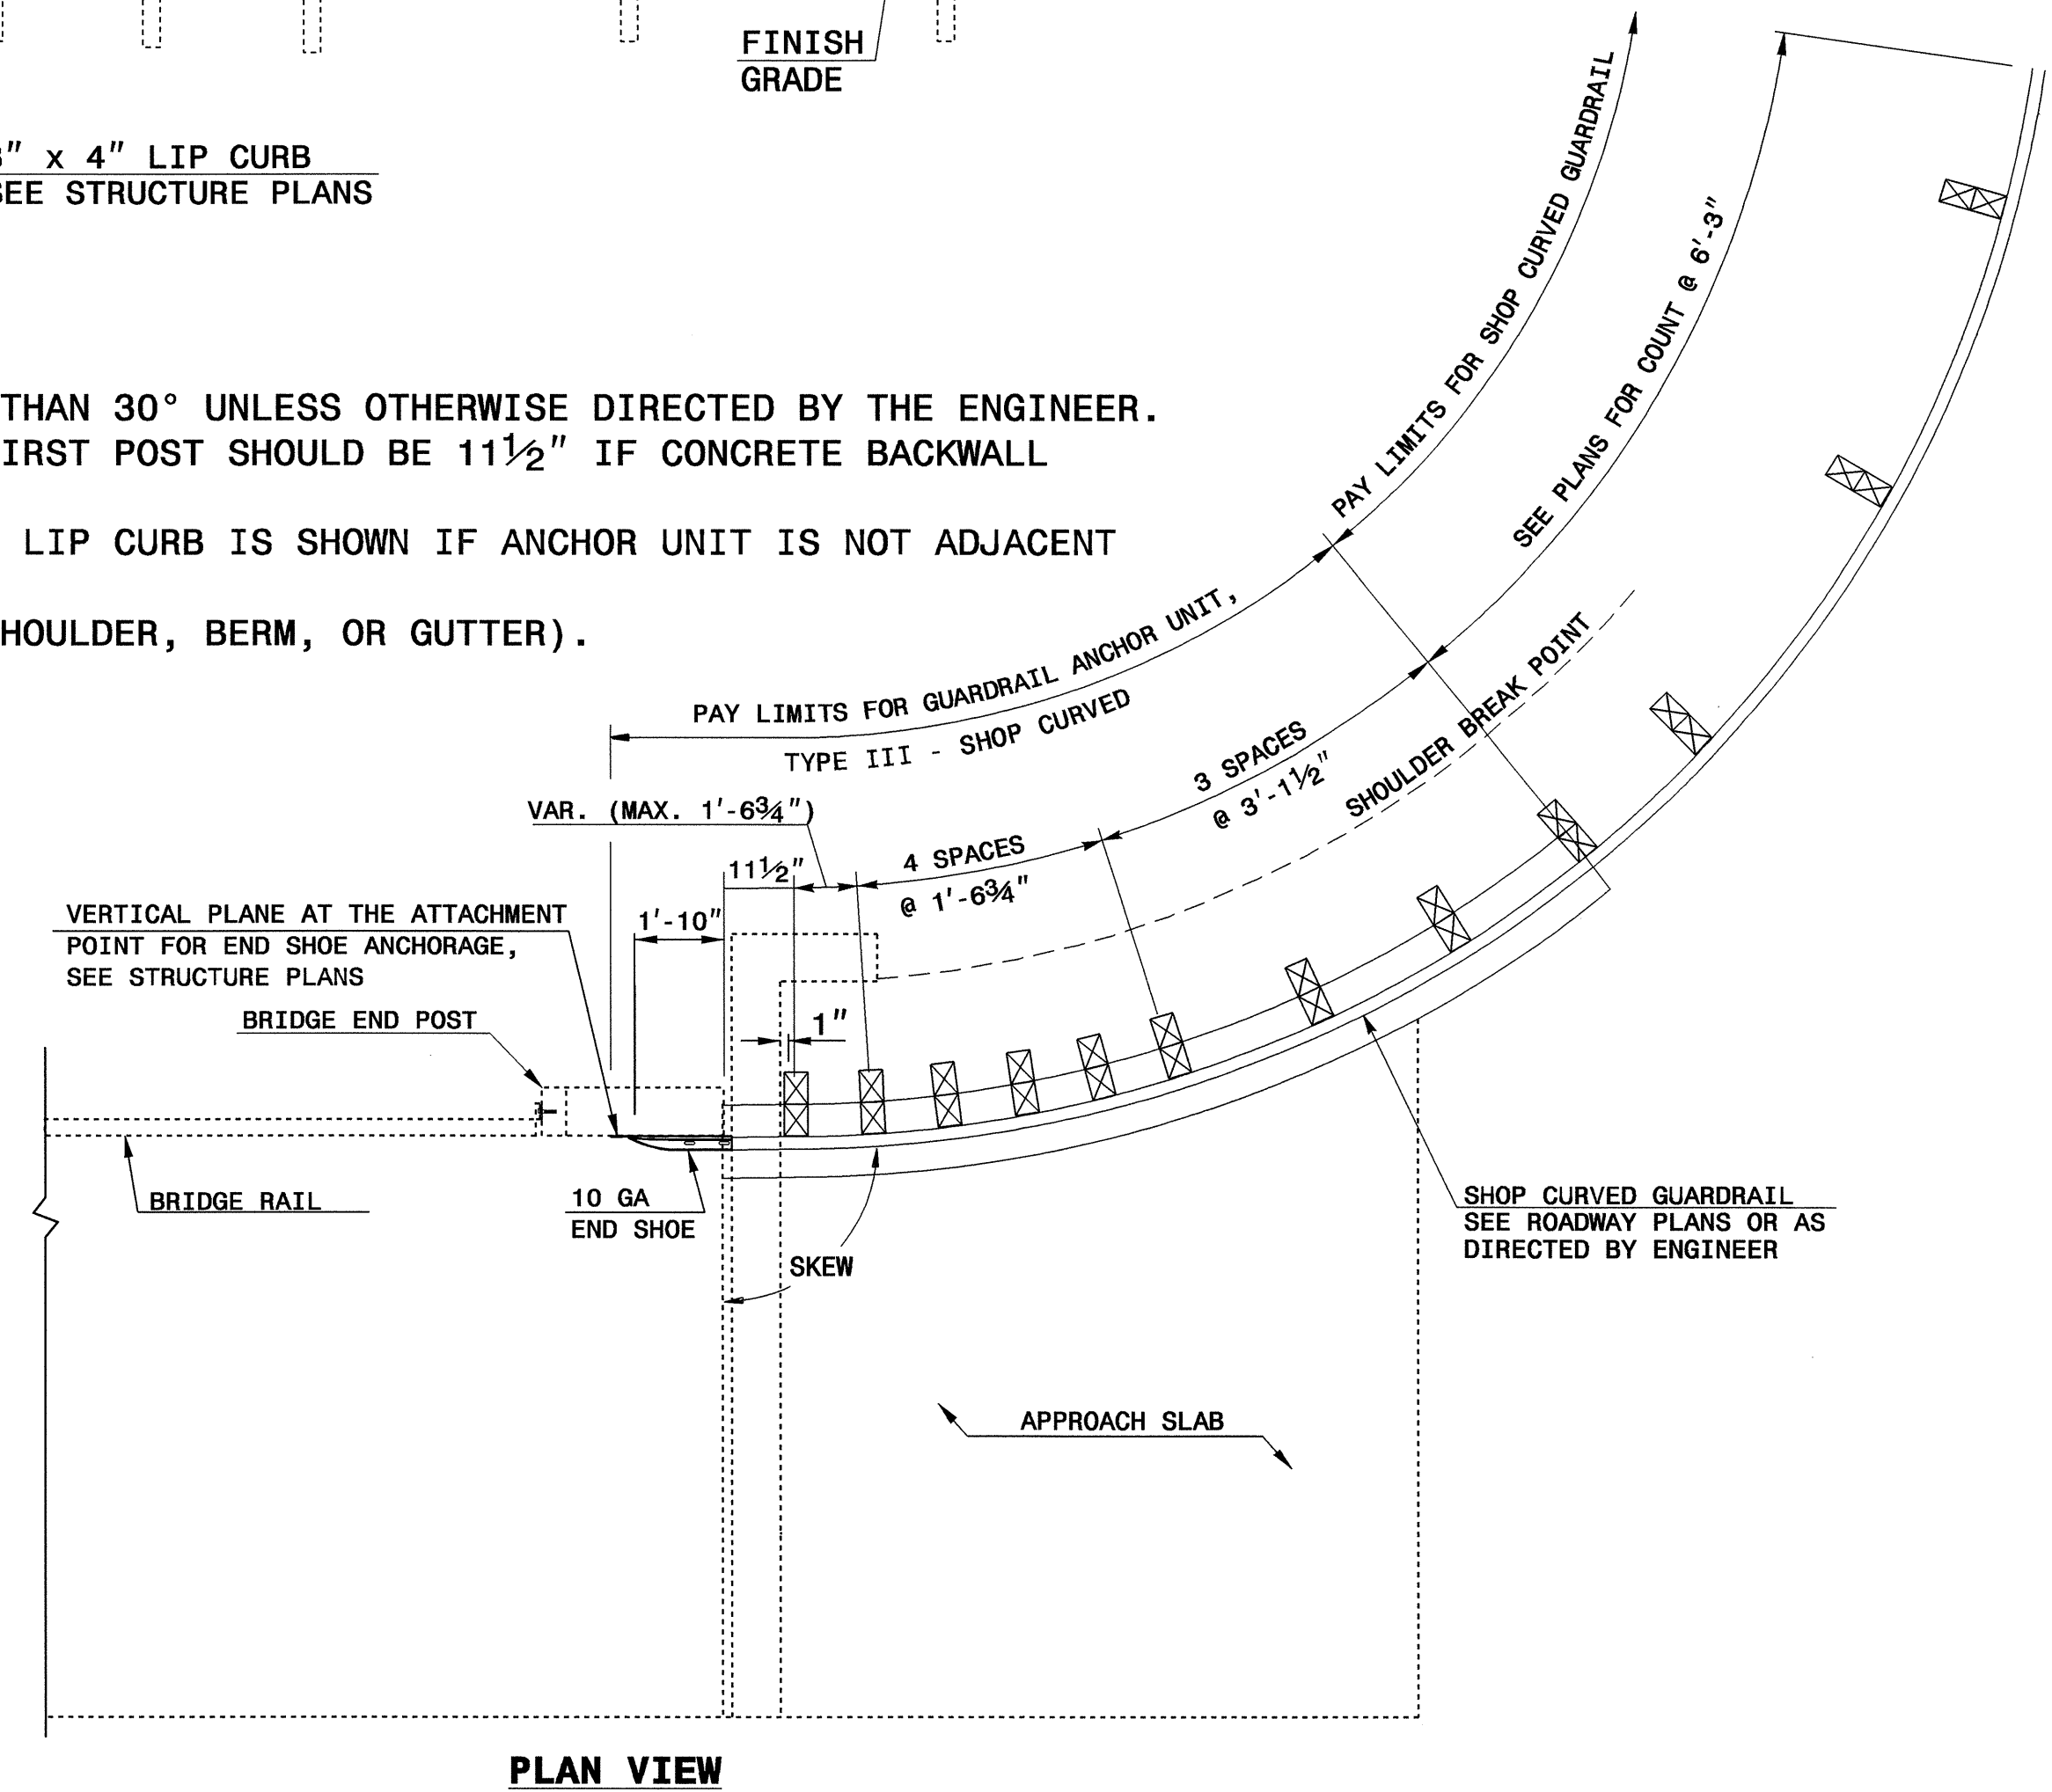 FINISH
GRADE
x 4" LIP CURB
SEE STRUCTURE PLANS
THAN 30° UNLESS OTHERWISE DIRECTED BY THE ENGINEER.
IRST POST SHOULD BE 11½" IF CONCRETE BACKWALL
LIP CURB IS SHOWN IF ANCHOR UNIT IS NOT ADJACENT
HOULDER, BERM, OR GUTTER).
PAY LIMITS FOR SHOP CURVED GUARDRAIL
SEE PLANS FOR COUNT @ 6'-3"
PAY LIMITS FOR GUARDRAIL ANCHOR UNIT,
TYPE III - SHOP CURVED
SHOULDER BREAK POINT
3 SPACES
@ 3'-1½"
VAR. (MAX. 1'-6¾")
4 SPACES
@ 1'-6¾"
11½"
1'-10"
VERTICAL PLANE AT THE ATTACHMENT
POINT FOR END SHOE ANCHORAGE,
SEE STRUCTURE PLANS
BRIDGE END POST
1"
BRIDGE RAIL
10 GA
END SHOE
SKEW
SHOP CURVED GUARDRAIL
SEE ROADWAY PLANS OR AS
DIRECTED BY ENGINEER
APPROACH SLAB
PLAN VIEW